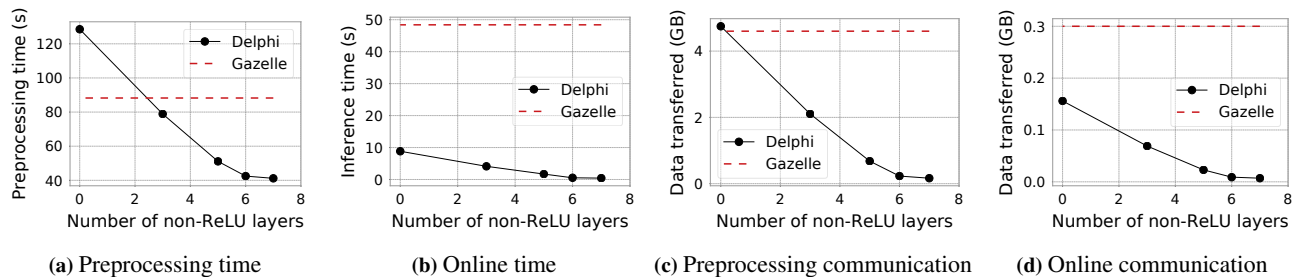 Preprocessing time (s)
120
100
80
60
40
0 2 4 6 8
Number of non-ReLU layers
Delphi
Gazelle
(a) Preprocessing time
Inference time (s)
50
40
30
20
10
0
0 2 4 6 8
Number of non-ReLU layers
Delphi
Gazelle
(b) Online time
Data transferred (GB)
4
2
0
0 2 4 6 8
Number of non-ReLU layers
Delphi
Gazelle
(c) Preprocessing communication
Data transferred (GB)
0.3
0.2
0.1
0.0
0 2 4 6 8
Number of non-ReLU layers
Delphi
Gazelle
(d) Online communication